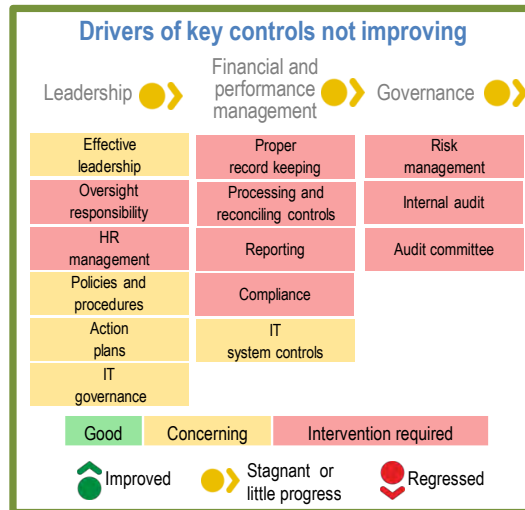 Drivers of key controls not improving
Leadership
Financial and
performance
management
Governance
Effective
leadership
Oversight
responsibility
HR
management
Policies and
procedures
Action
plans
IT
governance
Proper
record keeping
Processing and
reconciling controls
Reporting
Compliance
IT
system controls
Risk
management
Internal audit
Audit committee
Good
Concerning
Intervention required
Improved
Stagnant or
little progress
Regressed